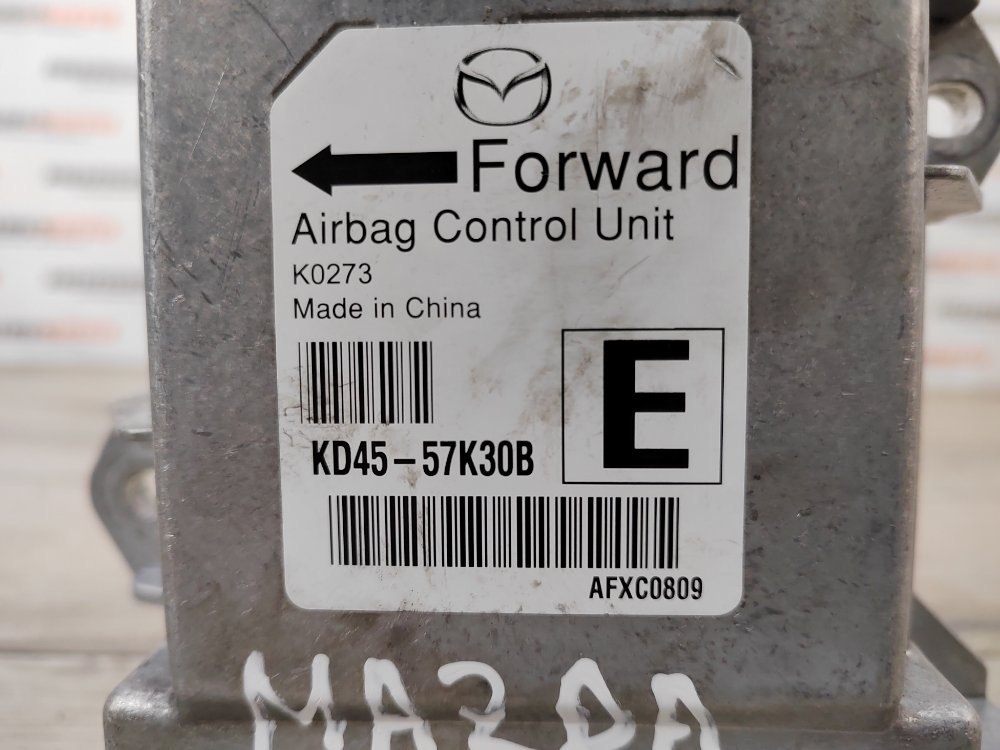 Forward
Airbag Control Unit
K0273
Made in China
E
KD45-57K30B
AFXC0809
MAZDA